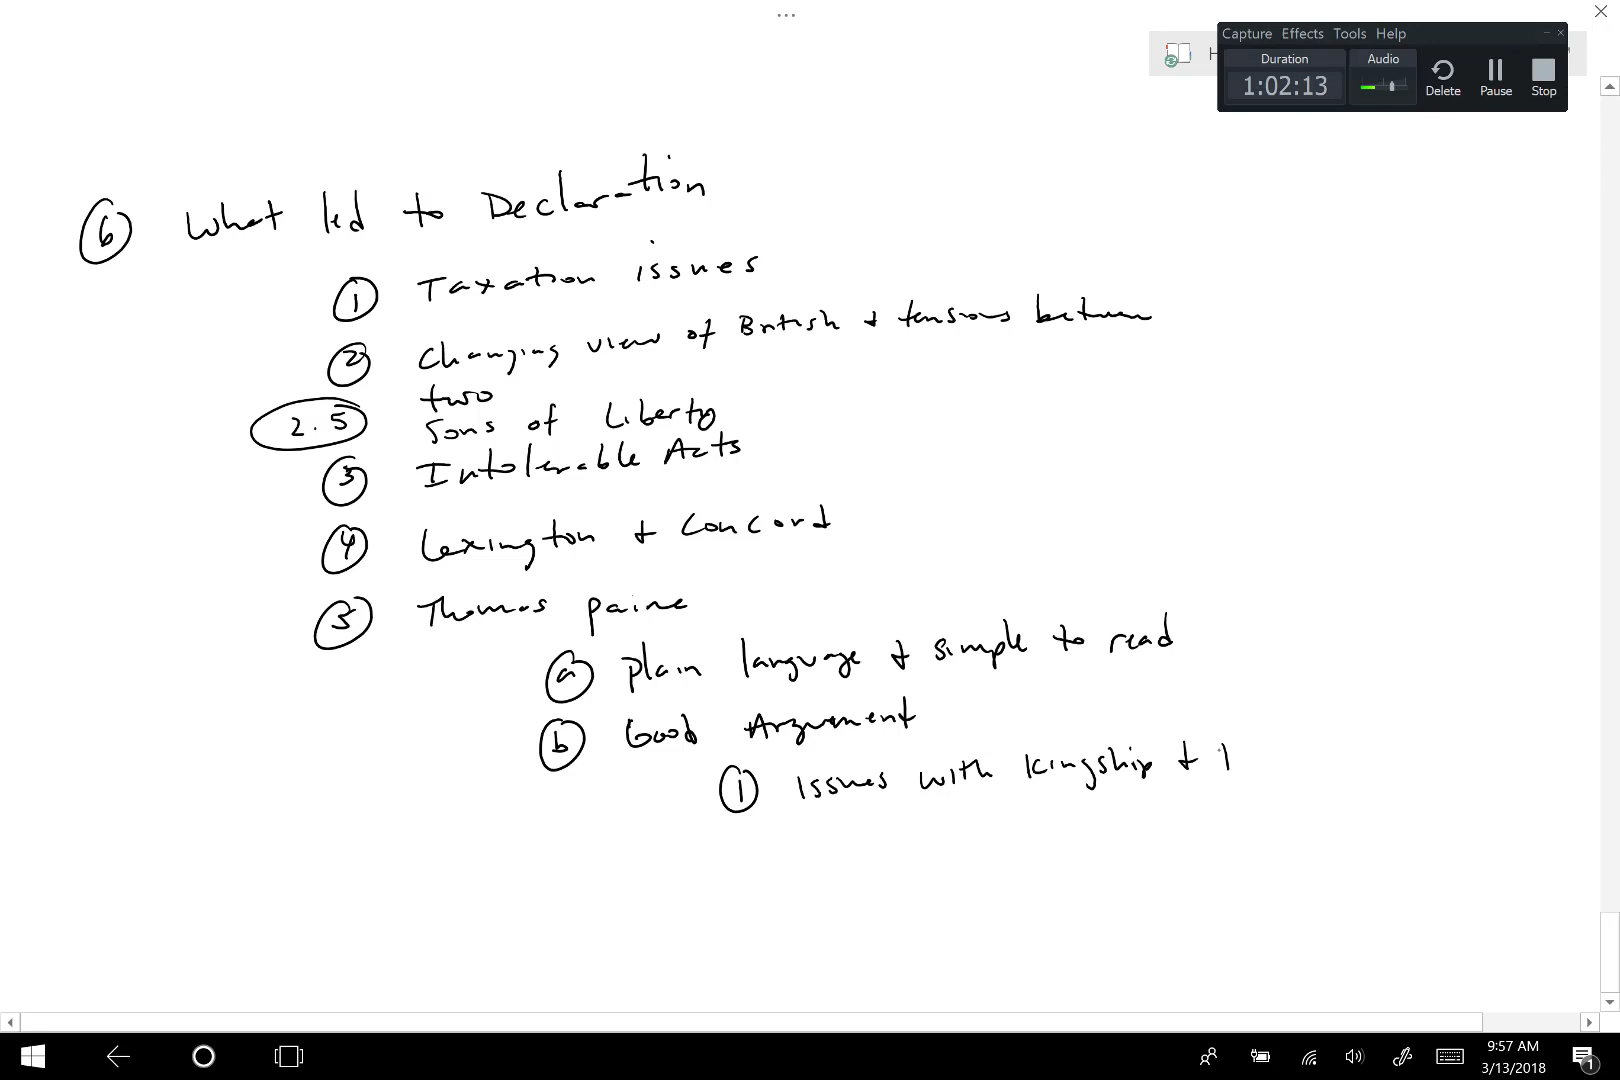 ...
Capture Effects Tools Help
Duration
Audio
1:02:13
Delete
Pause
Stop
H
6 What led to Declaration
1 Taxation issues
2 Changing view of British & tensions between
two
2.5 Sons of Liberty
3 Intolerable Acts
4 Lexington & Concord
5 Thomas Paine
a plain language & simple to read
b Good Argument
1 Issues with kingship &
9:57 AM
3/13/2018
1